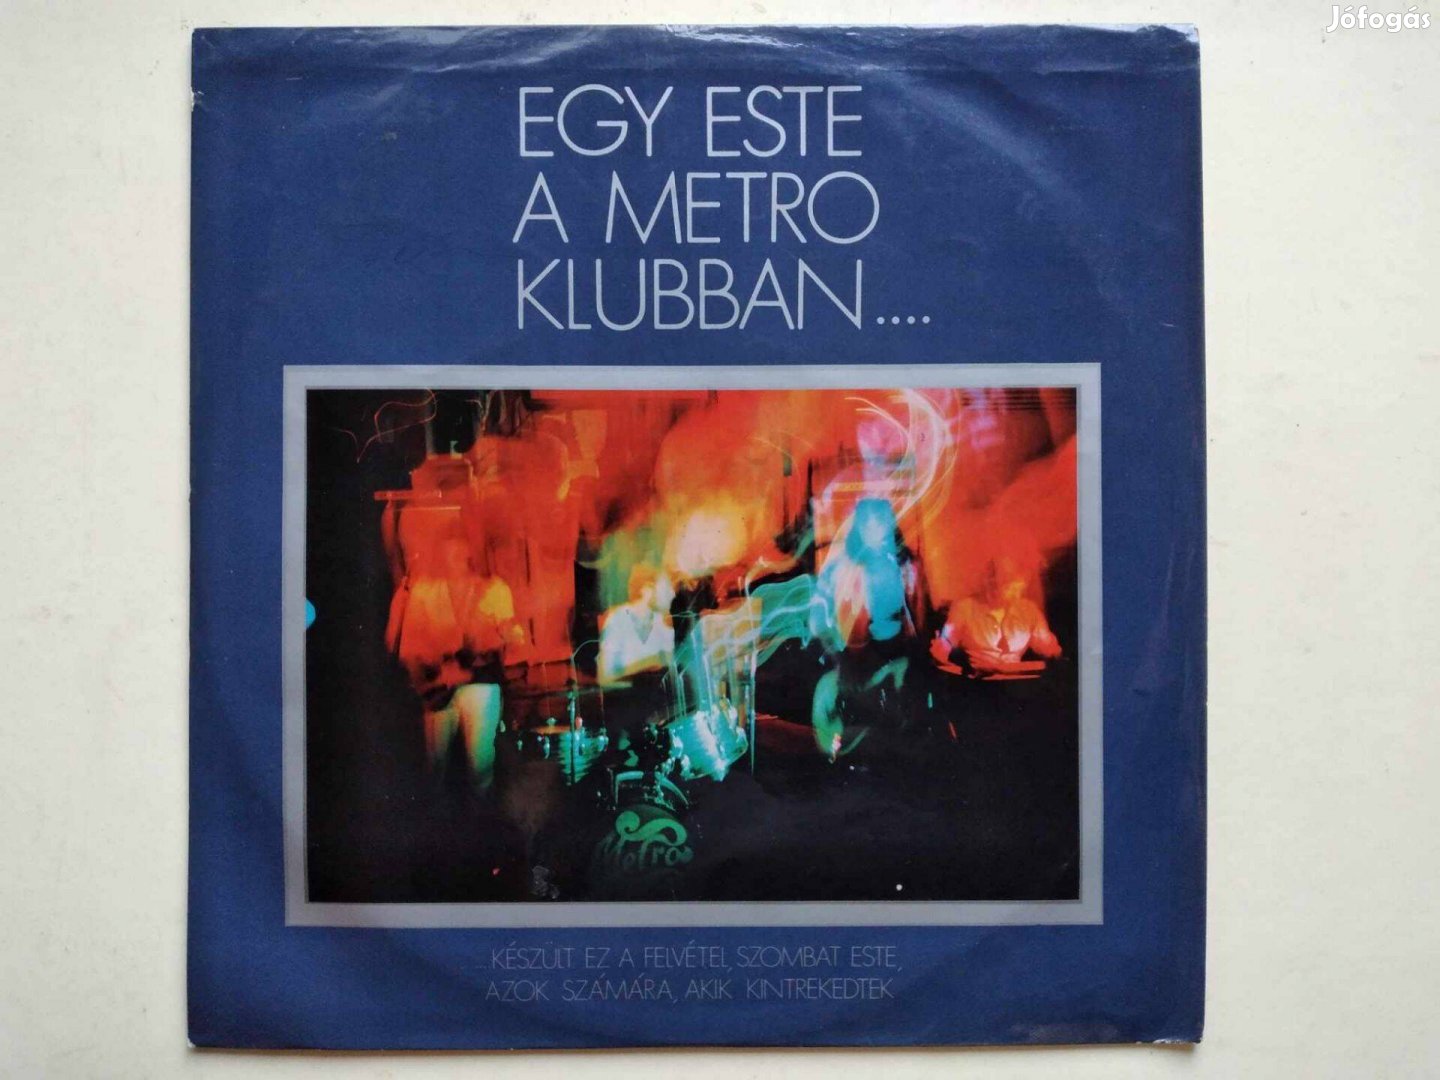 Jófogás
EGY ESTE
A METRO
KLUBBAN....
Metro
...KÉSZÜLT EZ A FELVÉTEL, SZOMBAT ESTE,
AZOK SZÁMÁRA, AKIK KINTREKEDTEK